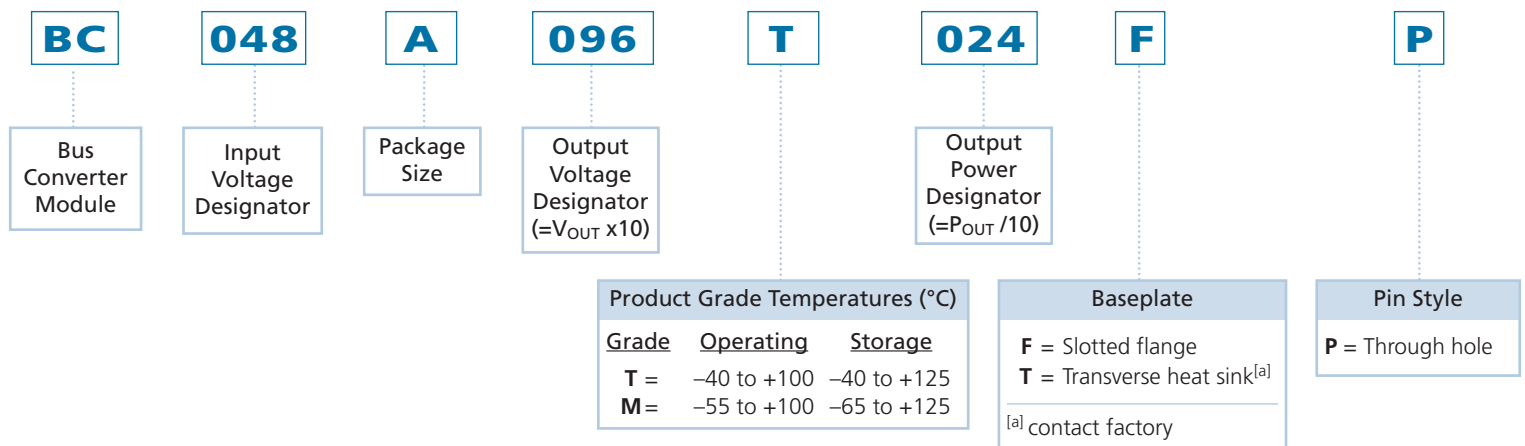 BC 048 A 096 T 024 F P
Bus
Converter
Module
Input
Voltage
Designator
Package
Size
Output
Voltage
Designator
(=VOUT x10)
Output
Power
Designator
(=POUT /10)
Product Grade Temperatures (°C)
Grade Operating Storage
T = –40 to +100 –40 to +125
M = –55 to +100 –65 to +125
Baseplate
F = Slotted flange
T = Transverse heat sink[a]
[a] contact factory
Pin Style
P = Through hole